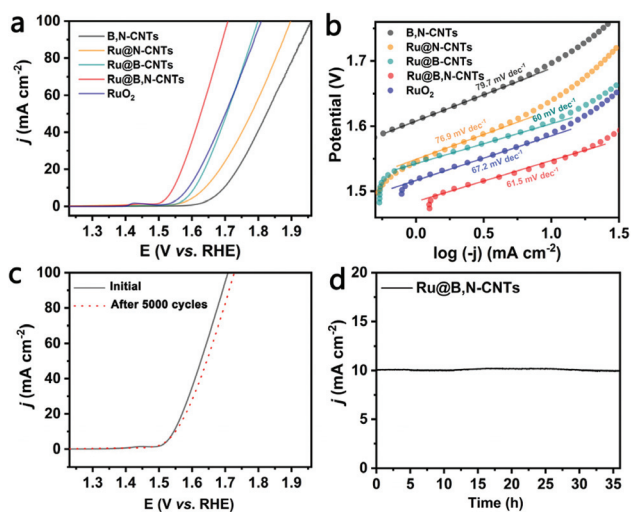 a
B,N-CNTs
Ru@N-CNTs
Ru@B-CNTs
Ru@B,N-CNTs
RuO₂
j (mA cm⁻²)
100
80
60
40
20
0
1.3 1.4 1.5 1.6 1.7 1.8 1.9
E (V vs. RHE)
b
B,N-CNTs
Ru@N-CNTs
Ru@B-CNTs
Ru@B,N-CNTs
RuO₂
79.7 mV dec⁻¹
76.9 mV dec⁻¹
60 mV dec⁻¹
67.2 mV dec⁻¹
61.5 mV dec⁻¹
Potential (V)
1.7
1.6
1.5
0.0 0.5 1.0 1.5
log (-j) (mA cm⁻²)
c
Initial
After 5000 cycles
j (mA cm⁻²)
100
80
60
40
20
0
1.3 1.4 1.5 1.6 1.7 1.8 1.9
E (V vs. RHE)
d
Ru@B,N-CNTs
j (mA cm⁻²)
20
15
10
5
0
0 5 10 15 20 25 30 35
Time (h)